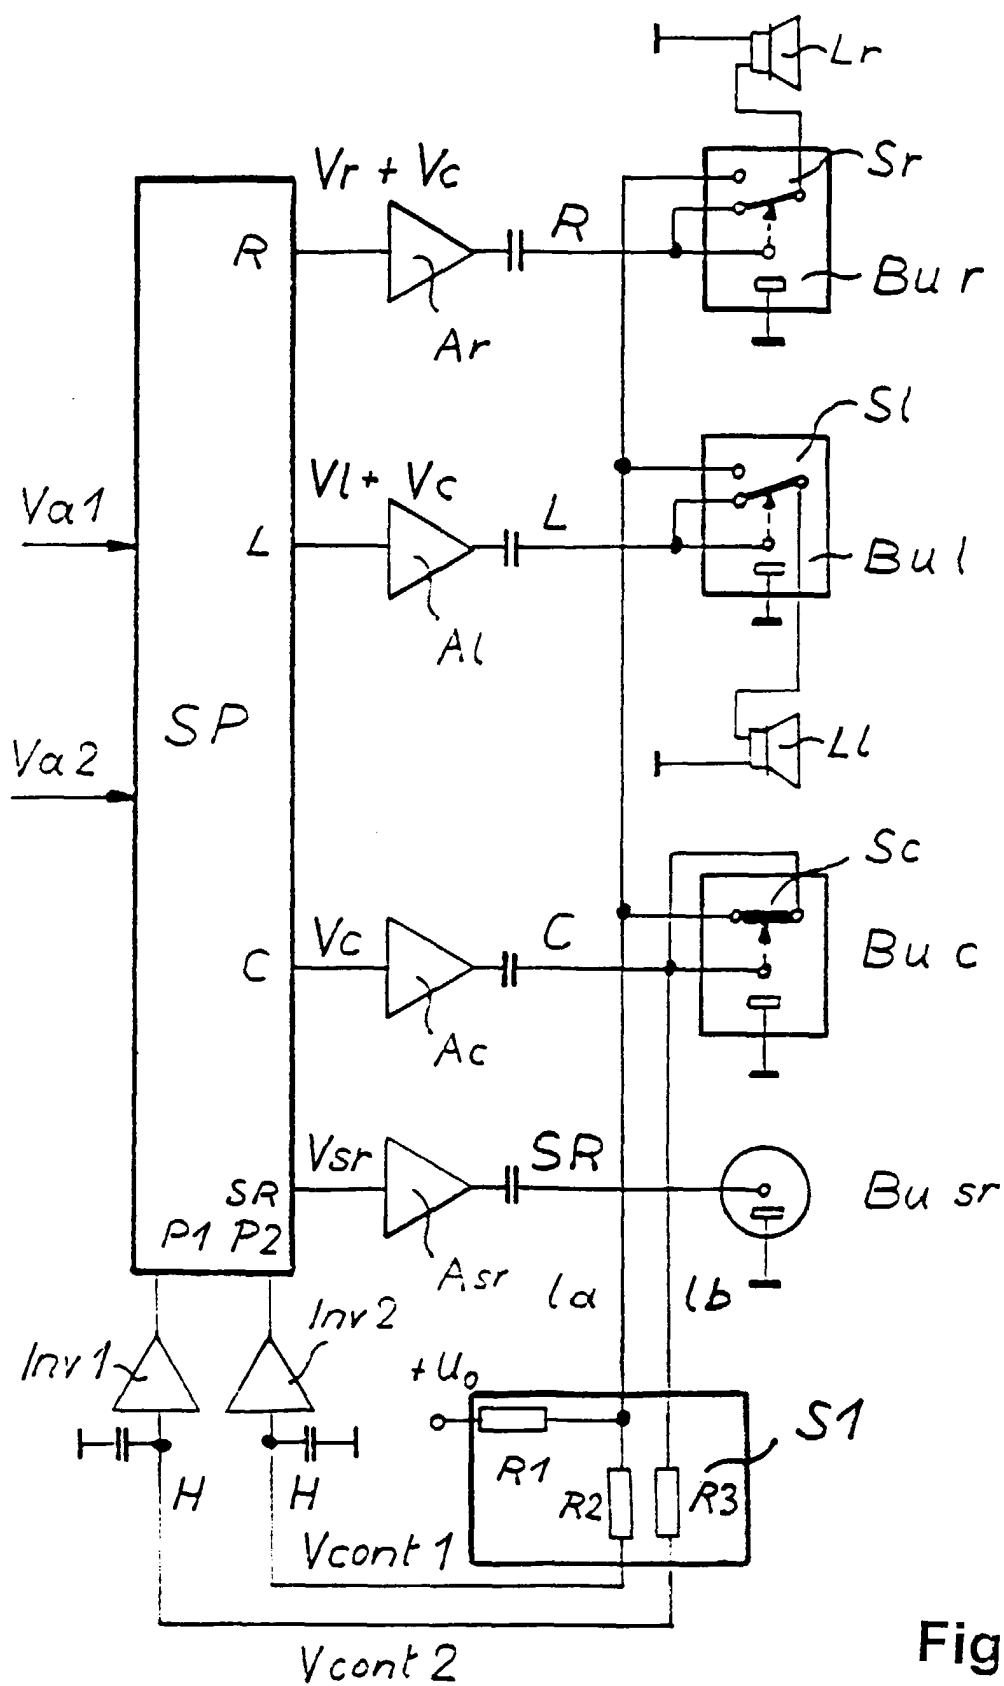 Lr
Vr + Vc
Sr
R
R
Bu r
Ar
Sl
Vl + Vc
Va1
L
L
Bu l
Al
SP
Va2
Ll
Sc
Vc
C
C
Bu c
Ac
Vsr
SR
SR
Bu sr
P1 P2
Asr
la
lb
Inv 2
Inv 1
+U₀
S1
R1
R2
R3
H
H
Vcont 1
Fig
Vcont 2